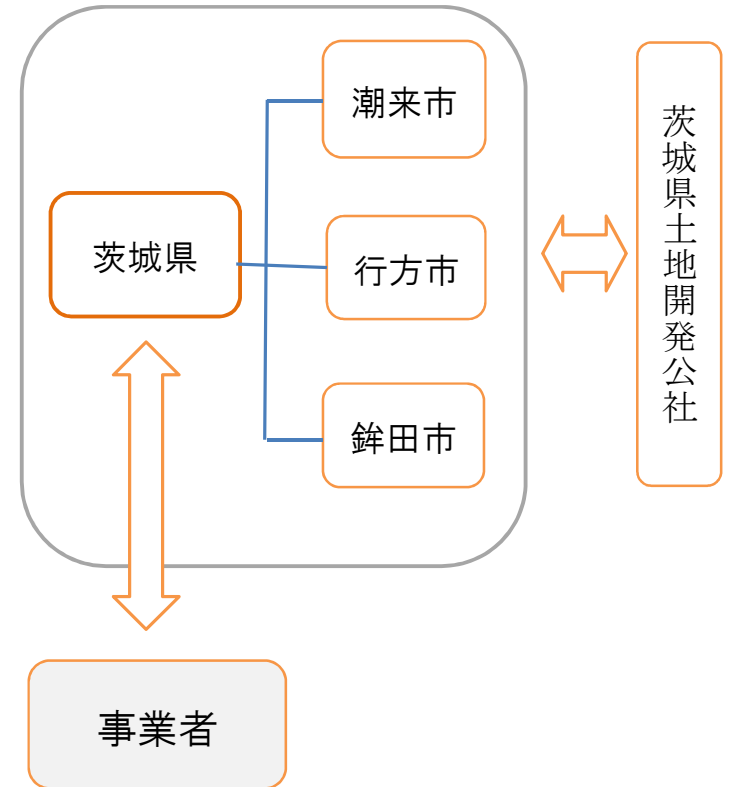 潮来市
茨城県
行方市
鉾田市
茨城県土地開発公社
事業者